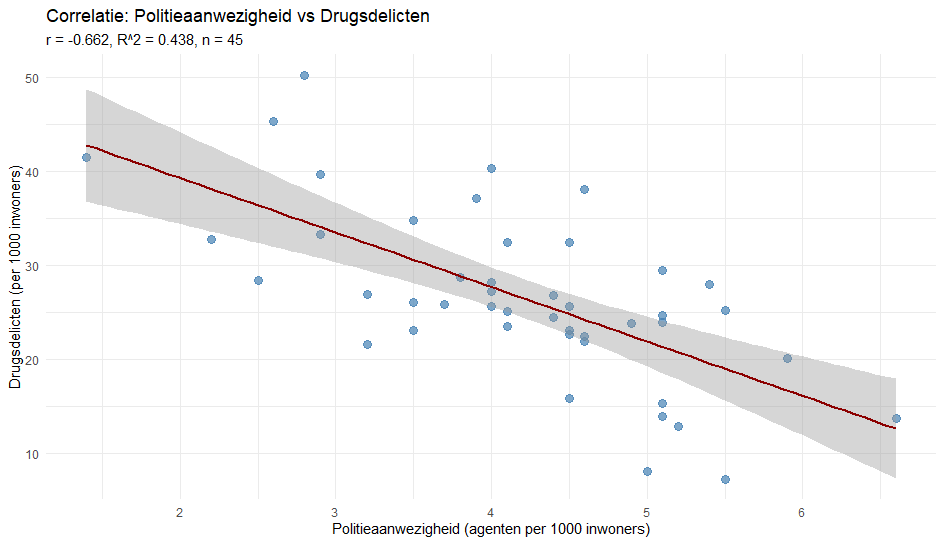 Correlatie: Politieaanwezigheid vs Drugsdelicten
r = -0.662, R^2 = 0.438, n = 45
Drugsdelicten (per 1000 inwoners)
50
40
30
20
10
2 3 4 5 6
Politieaanwezigheid (agenten per 1000 inwoners)